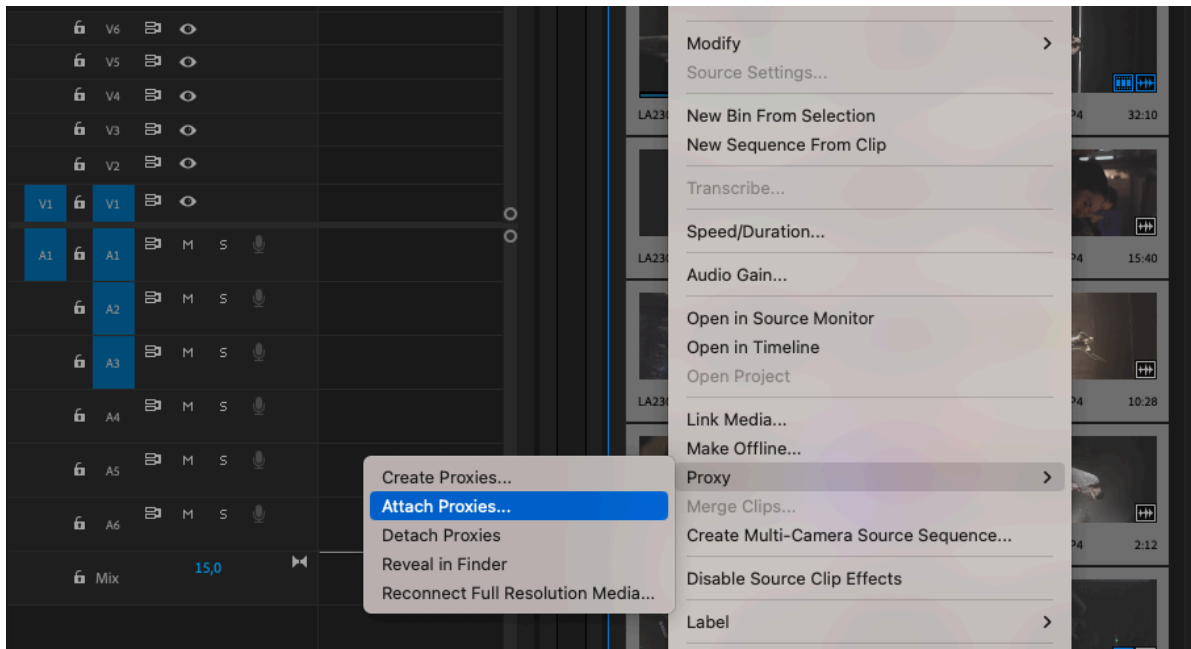 V6
V5
V4
V3
V2
V1 V1
A1 A1 M S
A2 M S
A3 M S
A4 M S
A5 M S
A6 M S
Mix 15,0
Create Proxies...
Attach Proxies...
Detach Proxies
Reveal in Finder
Reconnect Full Resolution Media...
Modify
Source Settings...
New Bin From Selection
New Sequence From Clip
Transcribe...
Speed/Duration...
Audio Gain...
Open in Source Monitor
Open in Timeline
Open Project
Link Media...
Make Offline...
Proxy
Merge Clips...
Create Multi-Camera Source Sequence...
Disable Source Clip Effects
Label
32:10
15:40
10:28
2:12